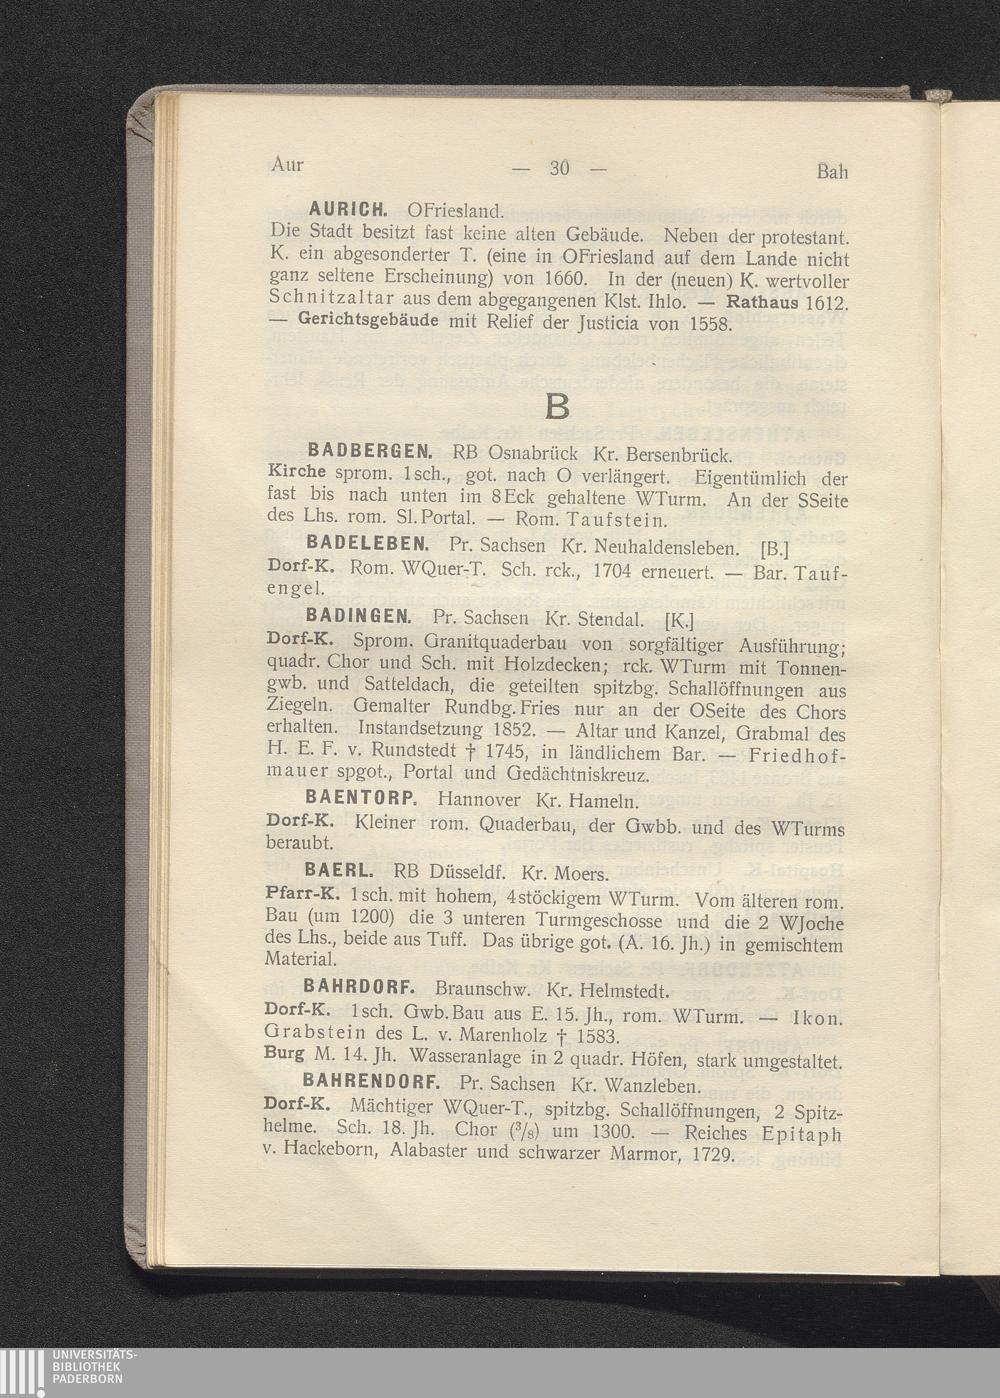 Aur — 30 — Bah
AURICH. OFriesland.
Die Stadt besitzt fast keine alten Gebäude. Neben der protestant.
K. ein abgesonderter T. (eine in OFriesland auf dem Lande nicht
ganz seltene Erscheinung) von 1660. In der (neuen) K. wertvoller
Schnitzaltar aus dem abgegangenen Klst. Ihlo. — Rathaus 1612.
— Gerichtsgebäude mit Relief der Justicia von 1558.
B
BADBERGEN. RB Osnabrück Kr. Bersenbrück.
Kirche sprom. 1sch., got. nach O verlängert. Eigentümlich der
fast bis nach unten im 8Eck gehaltene WTurm. An der SSeite
des Lhs. rom. Sl.Portal. — Rom. Taufstein.
BADELEBEN. Pr. Sachsen Kr. Neuhaldensleben. [B.]
Dorf-K. Rom. WQuer-T. Sch. rck., 1704 erneuert. — Bar. Tauf-
engel.
BADINGEN. Pr. Sachsen Kr. Stendal. [K.]
Dorf-K. Sprom. Granitquaderbau von sorgfältiger Ausführung;
quadr. Chor und Sch. mit Holzdecken; rck. WTurm mit Tonnen-
gwb. und Satteldach, die geteilten spitzbg. Schallöffnungen aus
Ziegeln. Gemalter Rundbg.Fries nur an der OSeite des Chors
erhalten. Instandsetzung 1852. — Altar und Kanzel, Grabmal des
H. E. F. v. Rundstedt † 1745, in ländlichem Bar. — Friedhof-
mauer spgot., Portal und Gedächtniskreuz.
BAENTORP. Hannover Kr. Hameln.
Dorf-K. Kleiner rom. Quaderbau, der Gwbb. und des WTurms
beraubt.
BAERL. RB Düsseldf. Kr. Moers.
Pfarr-K. 1sch. mit hohem, 4stöckigem WTurm. Vom älteren rom.
Bau (um 1200) die 3 unteren Turmgeschosse und die 2 WJoche
des Lhs., beide aus Tuff. Das übrige got. (A. 16. Jh.) in gemischtem
Material.
BAHRDORF. Braunschw. Kr. Helmstedt.
Dorf-K. 1sch. Gwb.Bau aus E. 15. Jh., rom. WTurm. — Ikon.
Grabstein des L. v. Marenholz † 1583.
Burg M. 14. Jh. Wasseranlage in 2 quadr. Höfen, stark umgestaltet.
BAHRENDORF. Pr. Sachsen Kr. Wanzleben.
Dorf-K. Mächtiger WQuer-T., spitzbg. Schallöffnungen, 2 Spitz-
helme. Sch. 18. Jh. Chor (3/8) um 1300. — Reiches Epitaph
v. Hackeborn, Alabaster und schwarzer Marmor, 1729.
UNIVERSITÄTS-
BIBLIOTHEK
PADERBORN